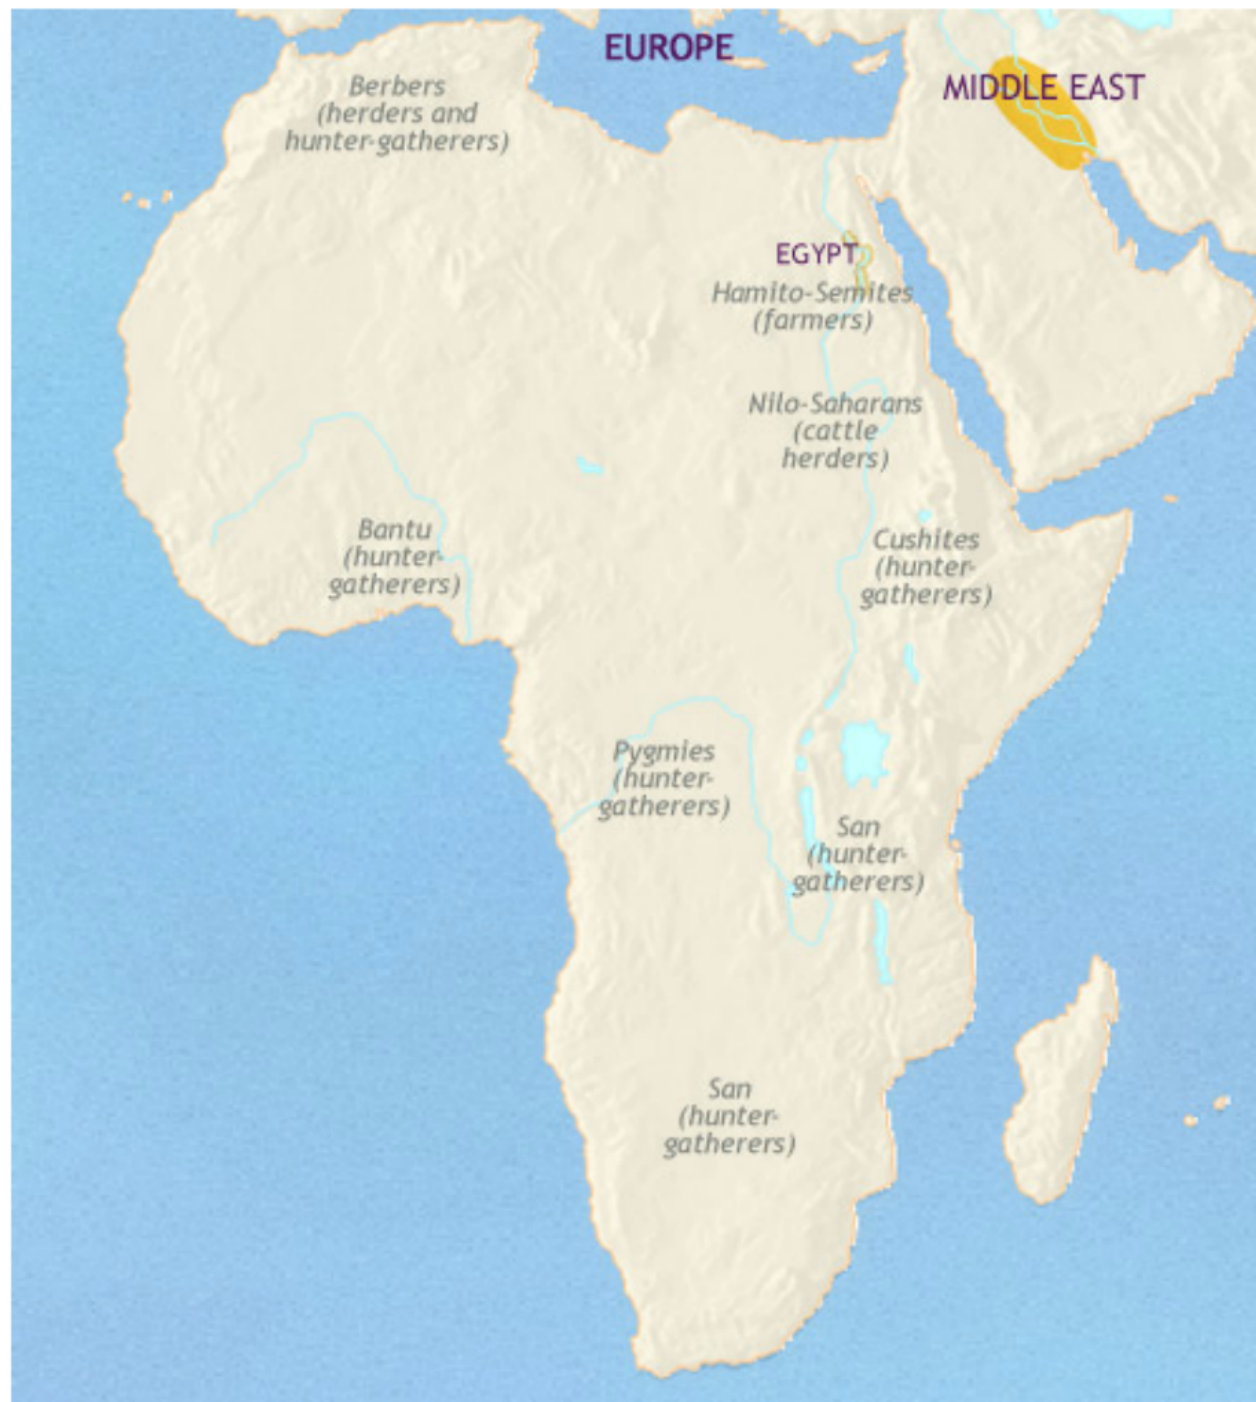 EUROPE
MIDDLE EAST
Berbers
(herders and
hunter-gatherers)
EGYPT
Hamito-Semites
(farmers)
Nilo-Saharans
(cattle
herders)
Bantu
(hunter-
gatherers)
Cushites
(hunter-
gatherers)
Pygmies
(hunter-
gatherers)
San
(hunter-
gatherers)
San
(hunter-
gatherers)